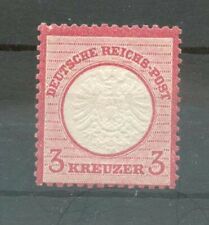 DEUTSCHE REICHS-POST
3 KREUZER 3